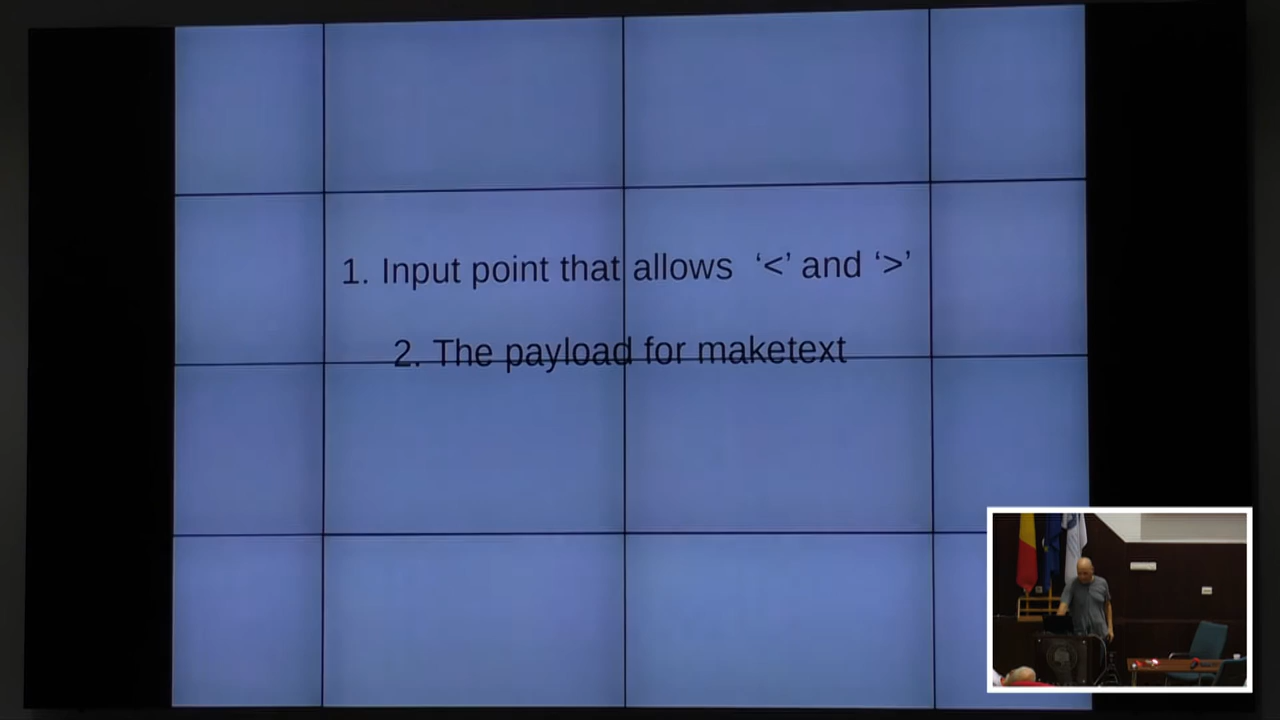 1. Input point that allows ‘<’ and ‘>’
2. The payload for maketext